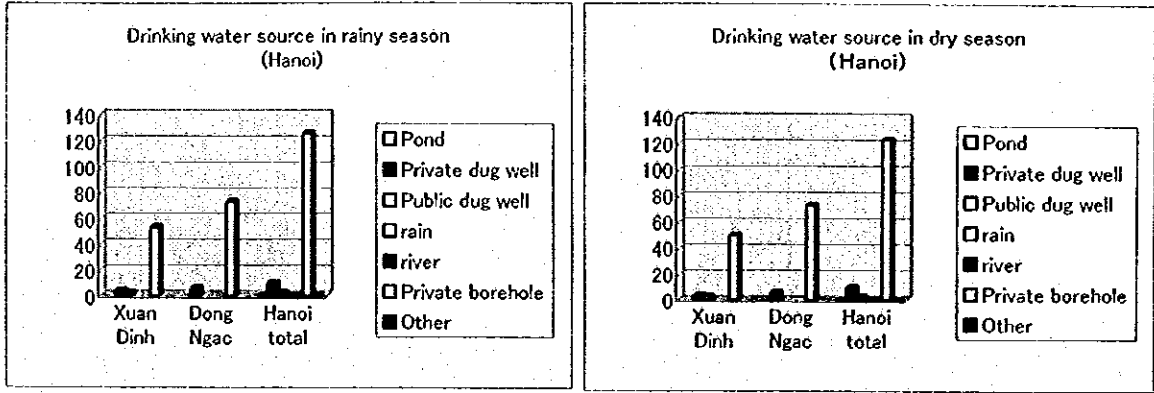 Drinking water source in rainy season
(Hanoi)
140
120
100
80
60
40
20
0
Xuan
Dinh
Dong
Ngac
Hanoi
total
Pond
Private dug well
Public dug well
rain
river
Private borehole
Other
Drinking water source in dry season
(Hanoi)
140
120
100
80
60
40
20
0
Xuan
Dinh
Dong
Ngac
Hanoi
total
Pond
Private dug well
Public dug well
rain
river
Private borehole
Other